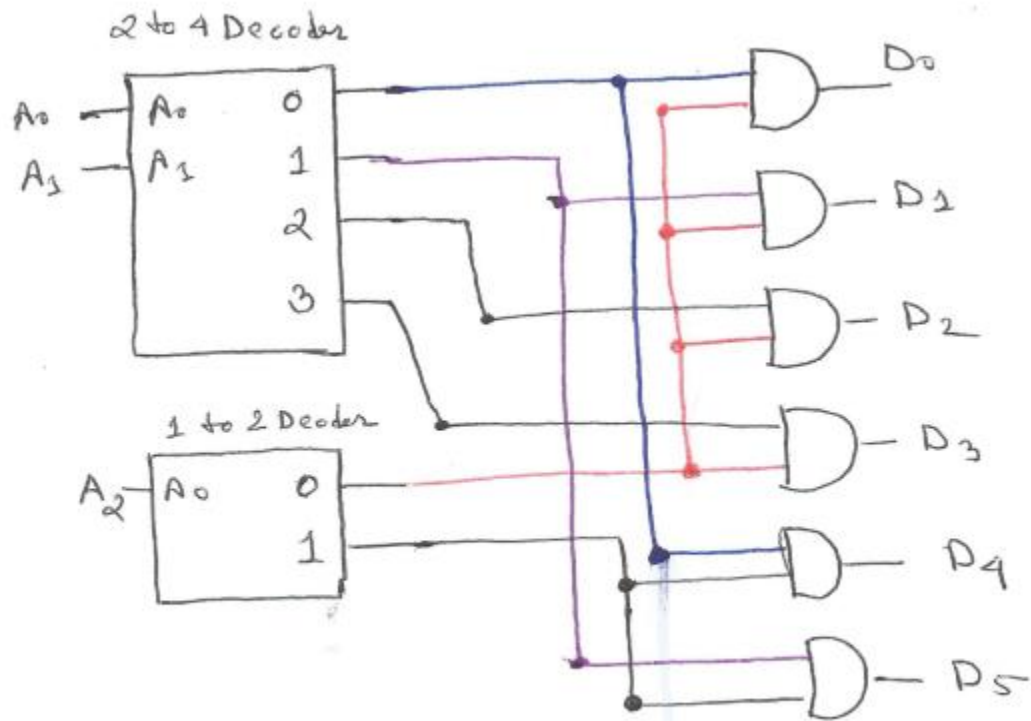 2 to 4 Decoder
A0 A0 0
A1 A1 1
2
3
1 to 2 Deoder
A2 A0 0
1
D0
D1
D2
D3
D4
D5